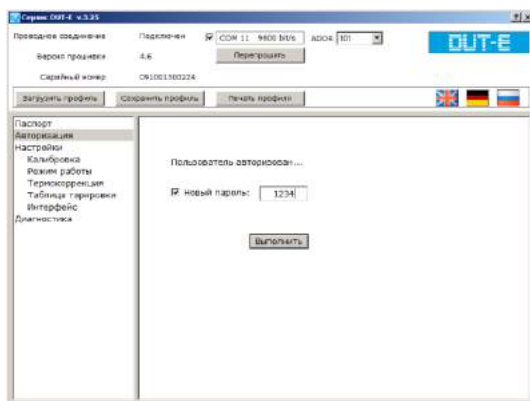 Сервис DUT-E v.3.25
Проводное соединение Подключен COM 11 9600 bit/s ADDR 101
DUT-E
Версия прошивки 4.6 Перепрошить
Серийный номер 091001300224
Загрузить профиль Сохранить профиль Печать профиля
Паспорт
Авторизация
Настройки
Калибровка
Режим работы
Термокоррекция
Таблица тарировки
Интерфейс
Диагностика
Пользователь авторизован...
Новый пароль: 1234
Выполнить